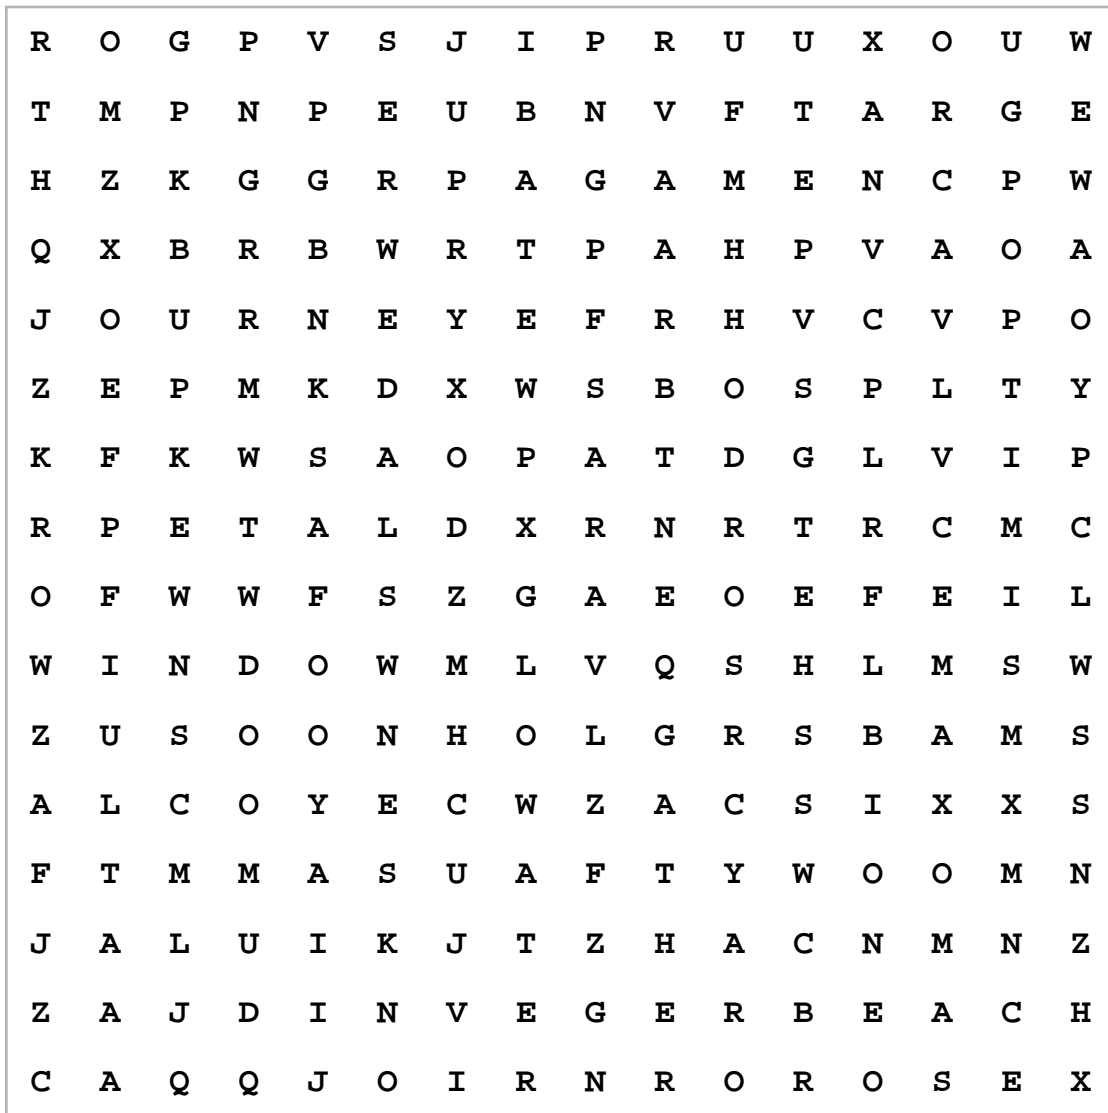 R O G P V S J I P R U U X O U W
T M P N P E U B N V F T A R G E
H Z K G G R P A G A M E N C P W
Q X B R B W R T P A H P V A O A
J O U R N E Y E F R H V C V P O
Z E P M K D X W S B O S P L T Y
K F K W S A O P A T D G L V I P
R P E T A L D X R N R T R C M C
O F W W F S Z G A E O E F E I L
W I N D O W M L V Q S H L M S W
Z U S O O N H O L G R S B A M S
A L C O Y E C W Z A C S I X X S
F T M M A S U A F T Y W O O M N
J A L U I K J T Z H A C N M N Z
Z A J D I N V E G E R B E A C H
C A Q Q J O I R N R O R O S E X